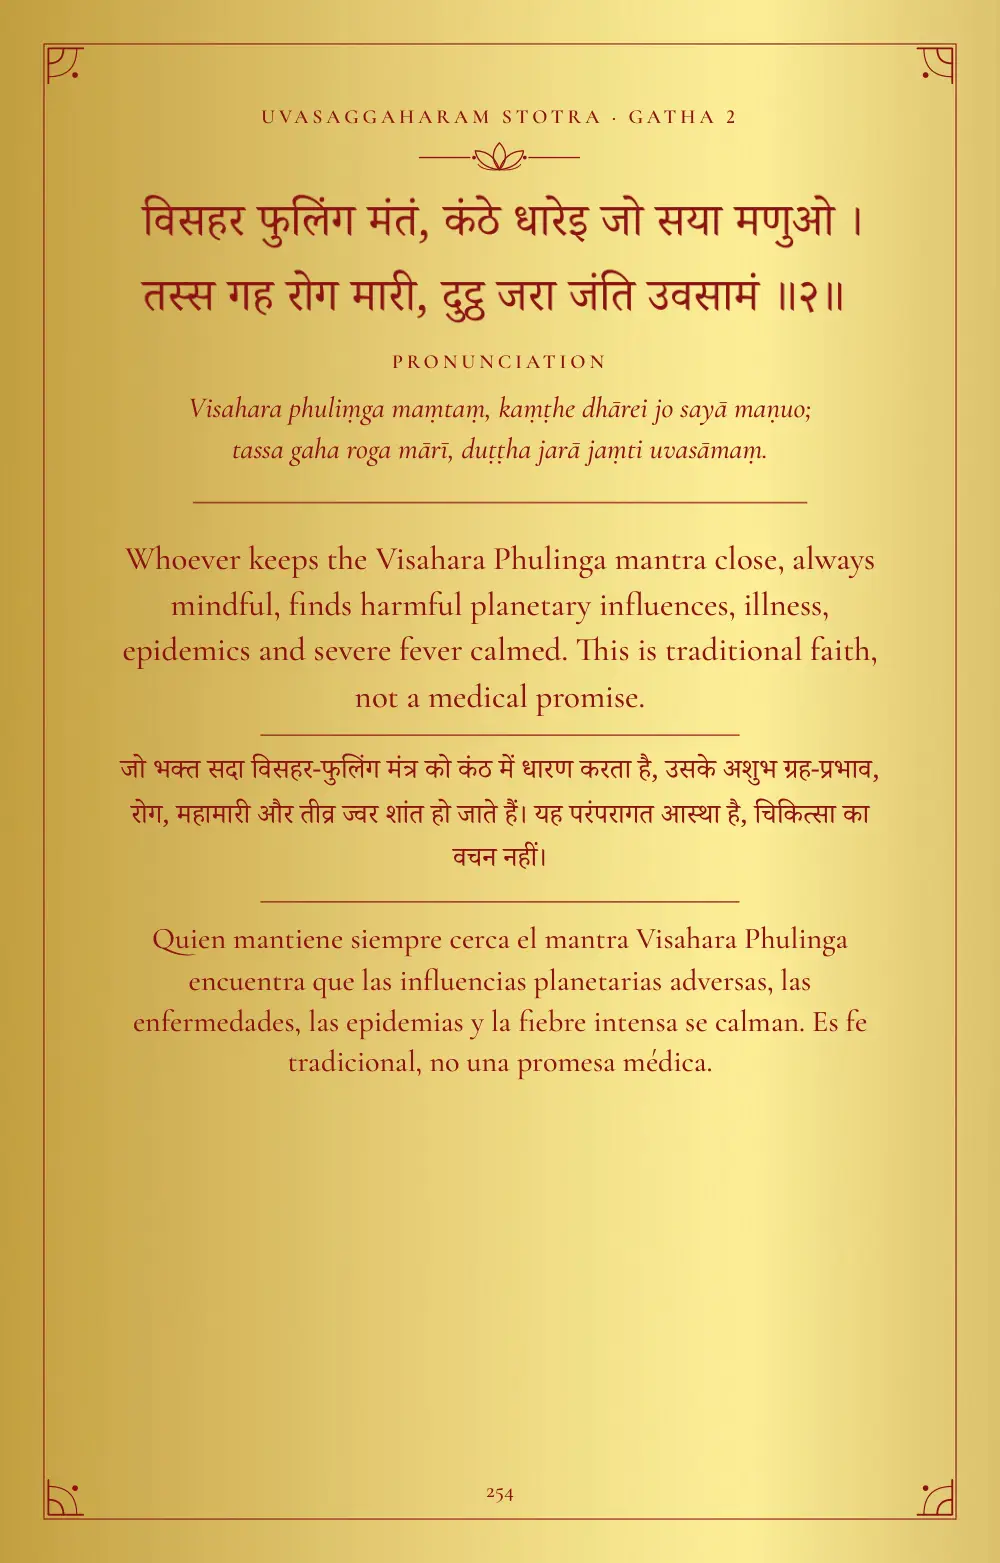 UVASAGGAHARAM STOTRA · GATHA 2
विसहर फुलिंग मंतं, कंठे धारेइ जो सया मणुओ ।
तस्स गह रोग मारी, दुट्ठ जरा जंति उवसामं ॥२॥
PRONUNCIATION
Visahara phuliṃga maṃtaṃ, kaṃṭhe dhārei jo sayā maṇuo;
tassa gaha roga mārī, duṭṭha jarā jaṃti uvasāmaṃ.
Whoever keeps the Visahara Phulinga mantra close, always
mindful, finds harmful planetary influences, illness,
epidemics and severe fever calmed. This is traditional faith,
not a medical promise.
जो भक्त सदा विसहर-फुलिंग मंत्र को कंठ में धारण करता है, उसके अशुभ ग्रह-प्रभाव,
रोग, महामारी और तीव्र ज्वर शांत हो जाते हैं। यह परंपरागत आस्था है, चिकित्सा का
वचन नहीं।
Quien mantiene siempre cerca el mantra Visahara Phulinga
encuentra que las influencias planetarias adversas, las
enfermedades, las epidemias y la fiebre intensa se calman. Es fe
tradicional, no una promesa médica.
254